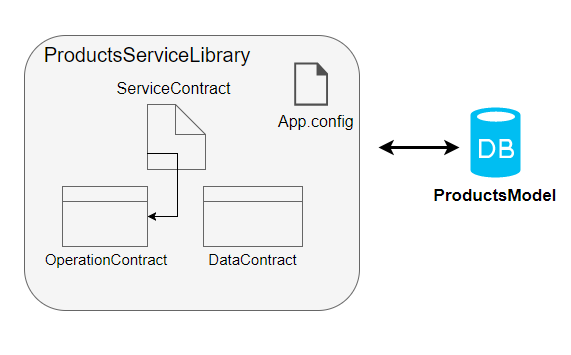 ProductsServiceLibrary
ServiceContract
App.config
DB
ProductsModel
OperationContract
DataContract